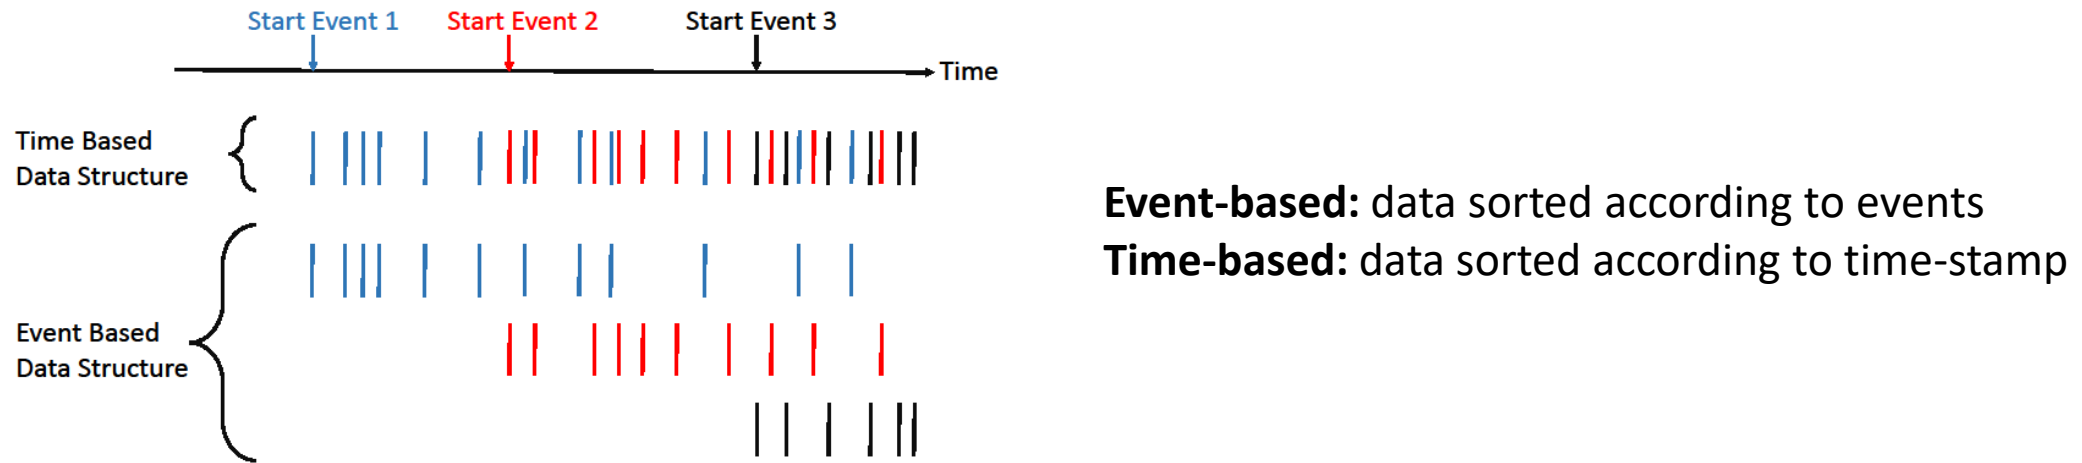 Start Event 1
Start Event 2
Start Event 3
Time
Time Based
Data Structure
Event Based
Data Structure
Event-based: data sorted according to events
Time-based: data sorted according to time-stamp